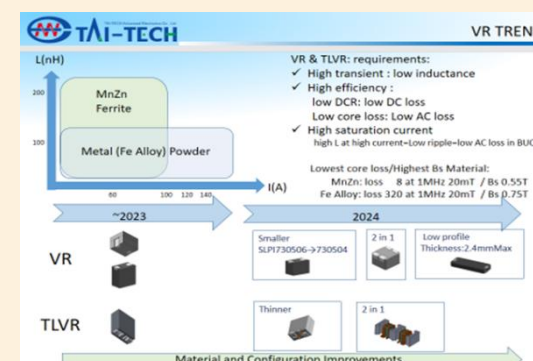 TAI-TECH
VR TREN
L(nH)
200
100
MnZn
Ferrite
Metal (Fe Alloy) Powder
60
100
120
140
I(A)
VR & TLVR: requirements:
✓ High transient : low inductance
✓ High efficiency :
low DCR: low DC loss
Low core loss: Low AC loss
✓ High saturation current
high L at high current=Low ripple=low AC loss in BUC
Lowest core loss/Highest Bs Material:
MnZn: loss 8 at 1MHz 20mT / Bs 0.55T
Fe Alloy: loss 320 at 1MHz 20mT / Bs 0.75T
~2023
2024
VR
Smaller
SLPI730506→730504
2 in 1
Low profile
Thickness:2.4mmMax
TLVR
Thinner
2 in 1
Material and Configuration Improvements